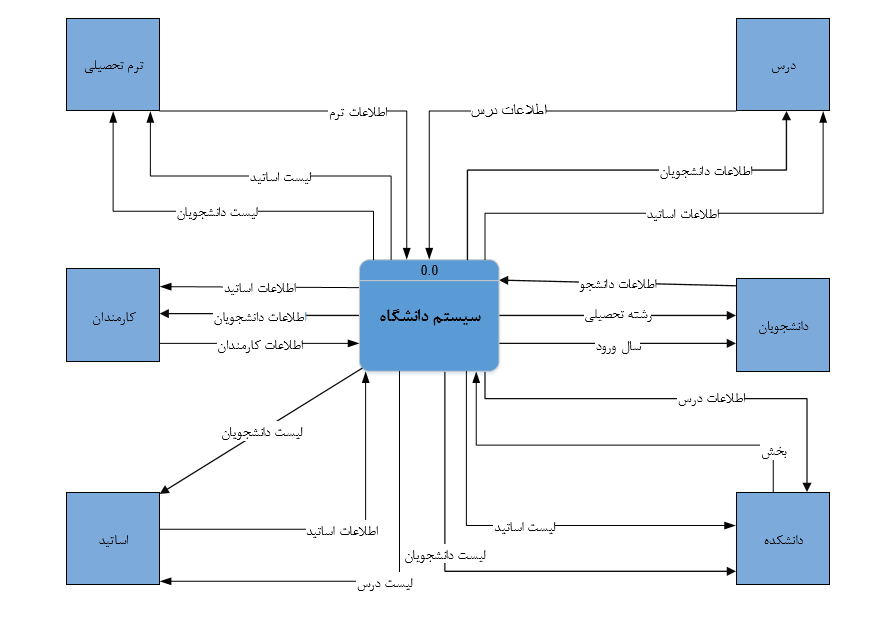 ترم تحصیلی
درس
اطلاعات ترم
اطلاعات درس
لیست اساتید
اطلاعات دانشجویان
لیست دانشجویان
اطلاعات اساتید
0.0
سیستم دانشگاه
کارمندان
اطلاعات اساتید
اطلاعات دانشجویان
اطلاعات کارمندان
اطلاعات دانشجو
رشته تحصیلی
سال ورود
دانشجویان
لیست دانشجویان
اطلاعات درس
بخش
اساتید
اطلاعات اساتید
لیست اساتید
دانشکده
لیست دانشجویان
لیست درس